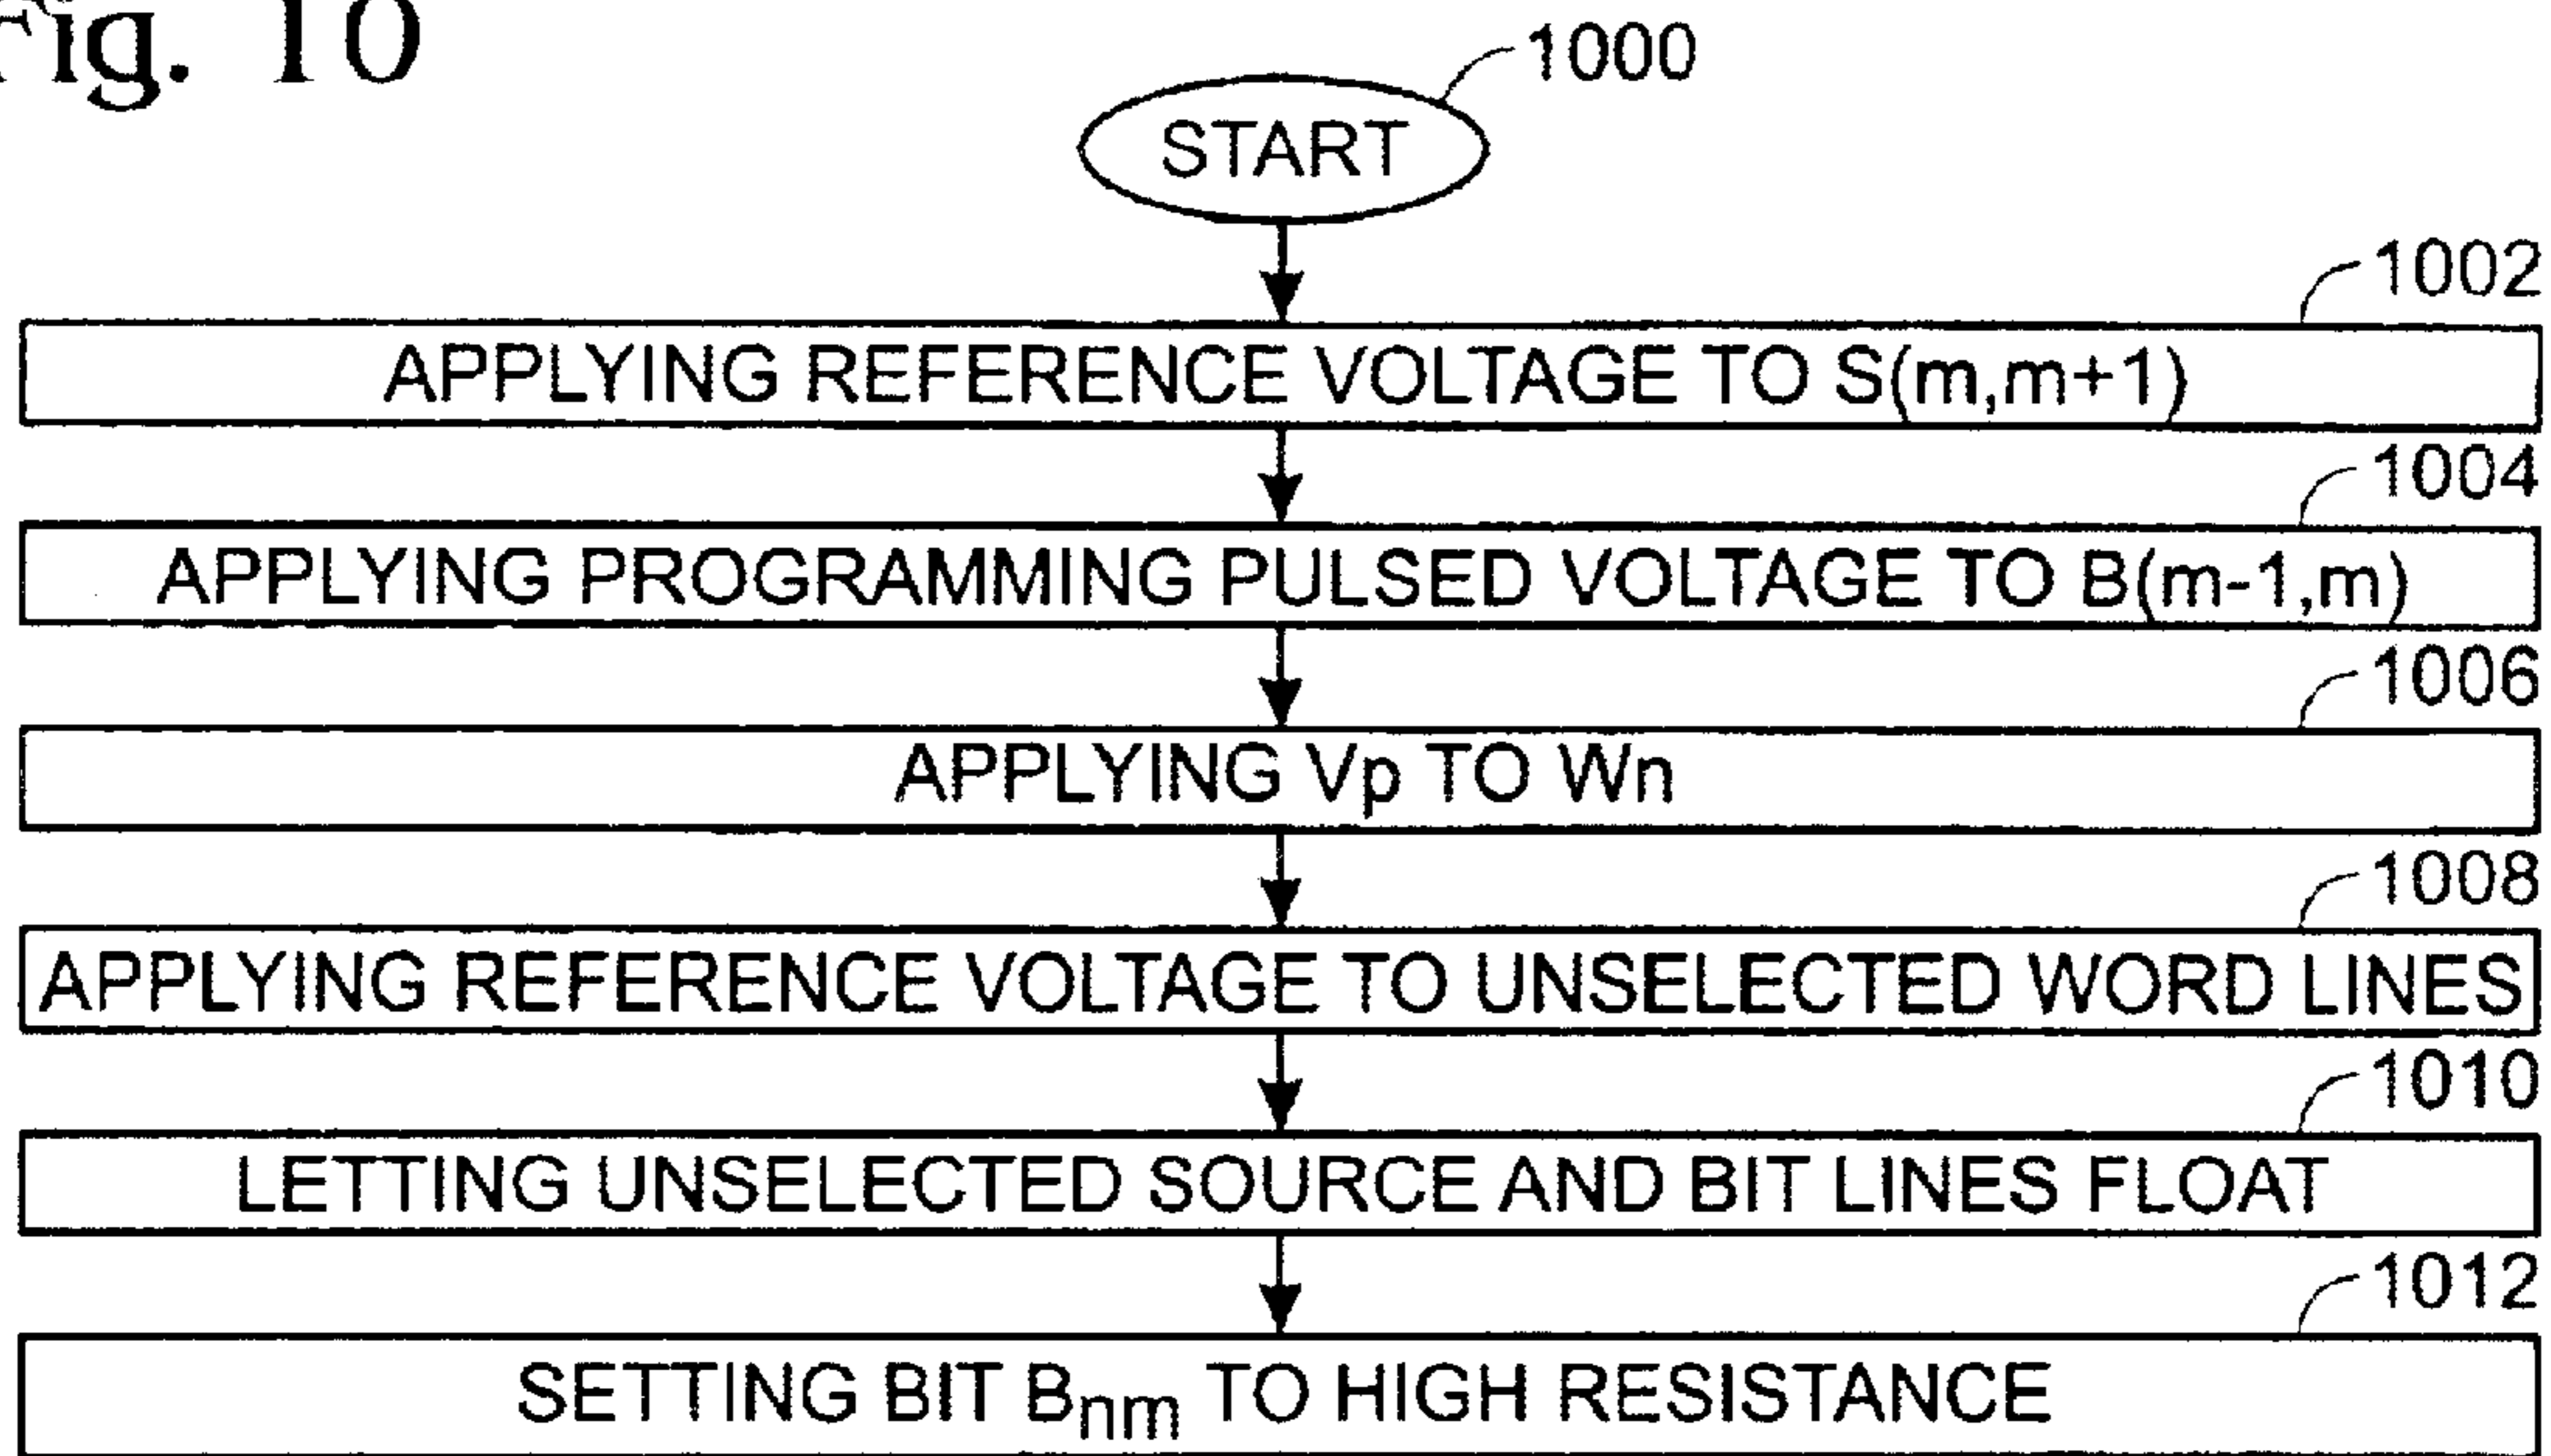 Fig. 10
1000
START
1002
APPLYING REFERENCE VOLTAGE TO S(m,m+1)
1004
APPLYING PROGRAMMING PULSED VOLTAGE TO B(m-1,m)
1006
APPLYING Vp TO Wn
1008
APPLYING REFERENCE VOLTAGE TO UNSELECTED WORD LINES
1010
LETTING UNSELECTED SOURCE AND BIT LINES FLOAT
1012
SETTING BIT Bnm TO HIGH RESISTANCE